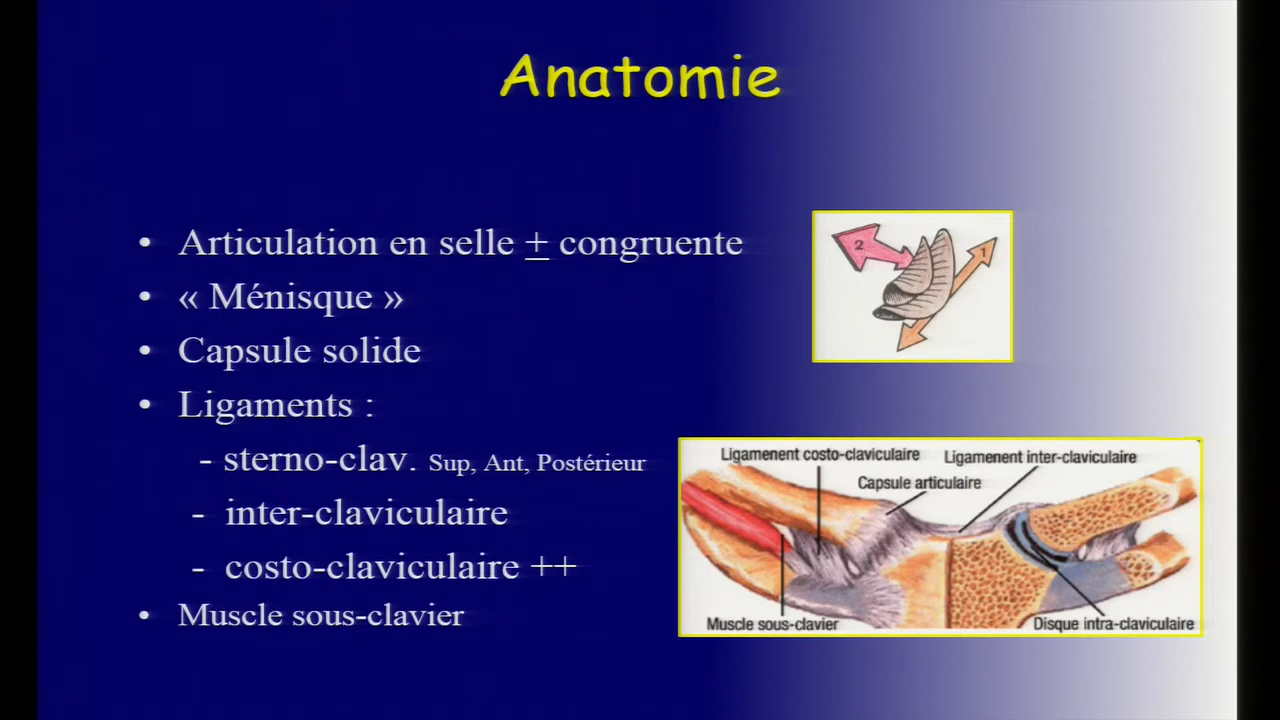 Anatomie
• Articulation en selle ± congruente
• « Ménisque »
• Capsule solide
• Ligaments :
- sterno-clav. Sup, Ant, Postérieur
- inter-claviculaire
- costo-claviculaire ++
• Muscle sous-clavier
2
1
Ligamenent costo-claviculaire
Ligamenent inter-claviculaire
Capsule articulaire
Muscle sous-clavier
Disque intra-claviculaire